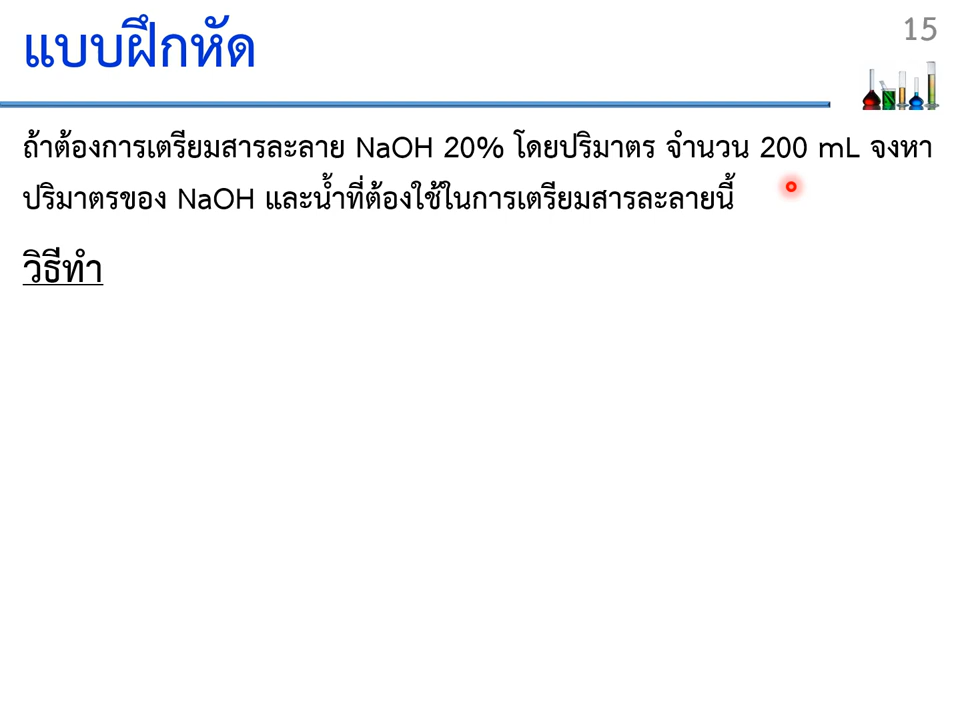 15
แบบฝึกหัด
ถ้าต้องการเตรียมสารละลาย NaOH 20% โดยปริมาตร จำนวน 200 mL จงหา
ปริมาตรของ NaOH และน้ำที่ต้องใช้ในการเตรียมสารละลายนี้
วิธีทำ